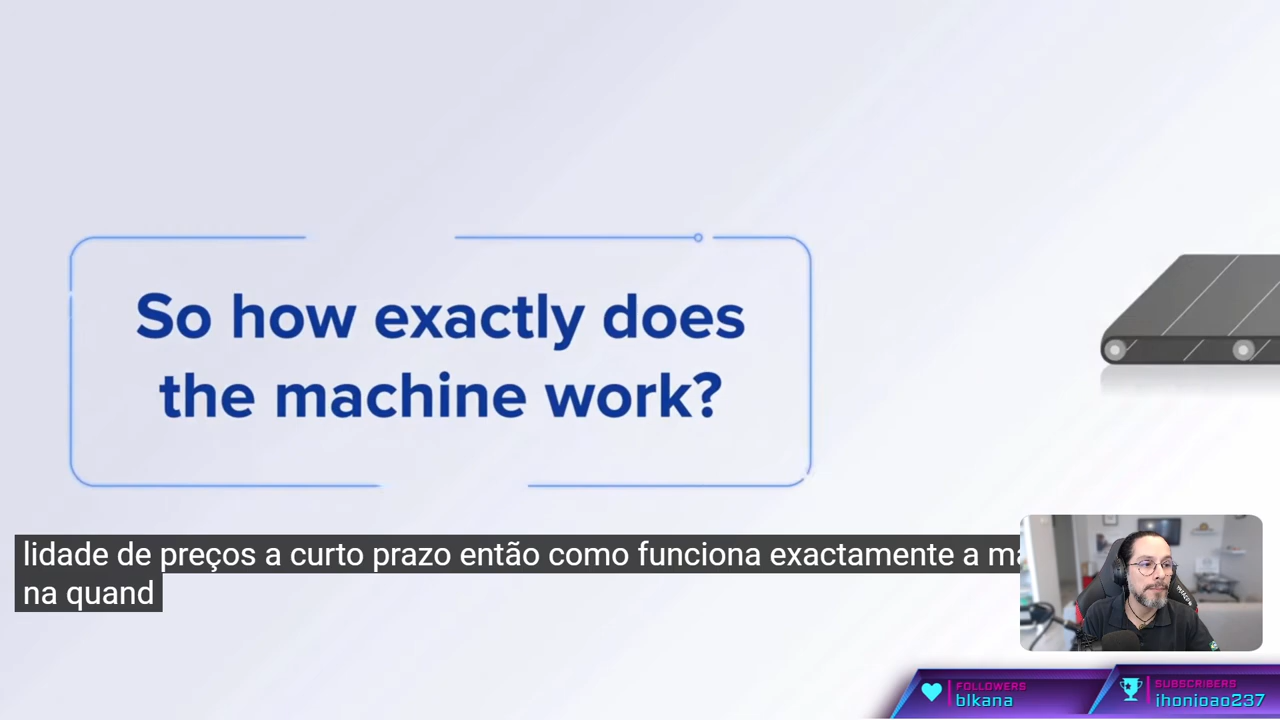 So how exactly does
the machine work?
lidade de preços a curto prazo então como funciona exactamente a má
na quand
FOLLOWERS
blkana
SUBSCRIBERS
jhonjoao237